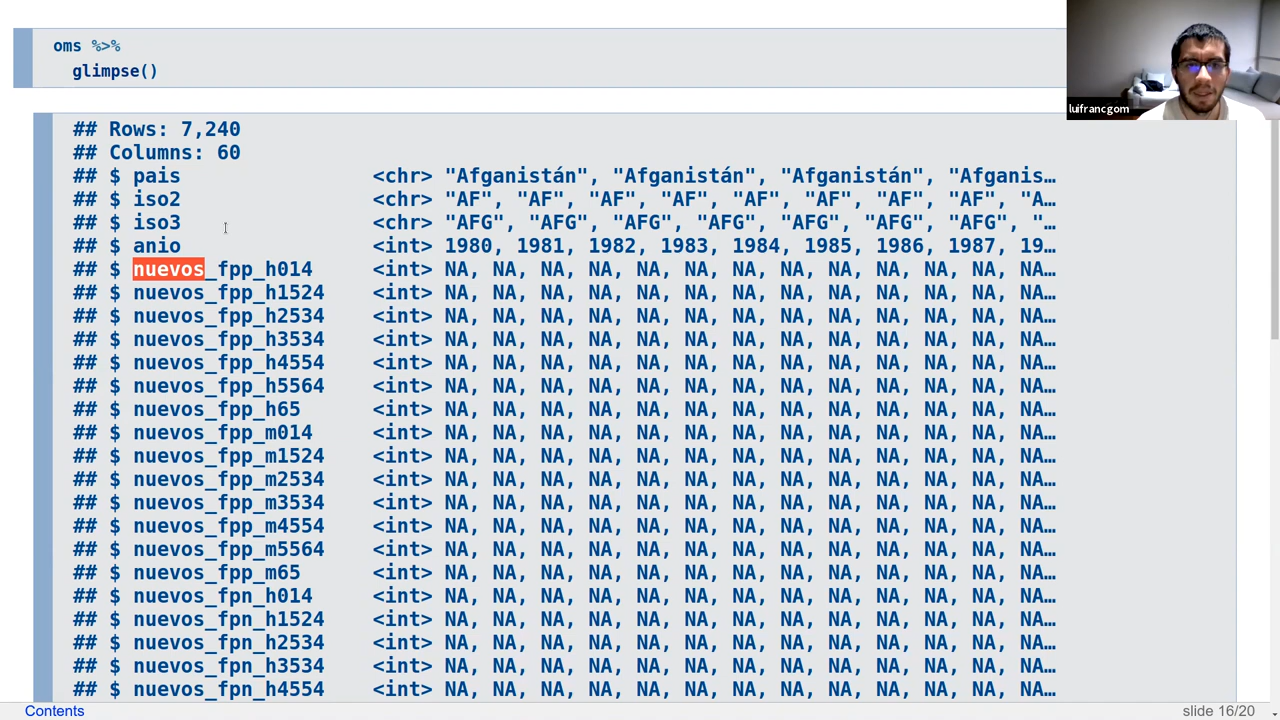 oms %>%
glimpse()
luifrancgom
## Rows: 7,240
## Columns: 60
## $ pais <chr> "Afganistán", "Afganistán", "Afganistán", "Afganis…
## $ iso2 <chr> "AF", "AF", "AF", "AF", "AF", "AF", "AF", "AF", "A…
## $ iso3 <chr> "AFG", "AFG", "AFG", "AFG", "AFG", "AFG", "AFG", "…
## $ anio <int> 1980, 1981, 1982, 1983, 1984, 1985, 1986, 1987, 19…
## $ nuevos_fpp_h014 <int> NA, NA, NA, NA, NA, NA, NA, NA, NA, NA, NA, NA, NA…
## $ nuevos_fpp_h1524 <int> NA, NA, NA, NA, NA, NA, NA, NA, NA, NA, NA, NA, NA…
## $ nuevos_fpp_h2534 <int> NA, NA, NA, NA, NA, NA, NA, NA, NA, NA, NA, NA, NA…
## $ nuevos_fpp_h3534 <int> NA, NA, NA, NA, NA, NA, NA, NA, NA, NA, NA, NA, NA…
## $ nuevos_fpp_h4554 <int> NA, NA, NA, NA, NA, NA, NA, NA, NA, NA, NA, NA, NA…
## $ nuevos_fpp_h5564 <int> NA, NA, NA, NA, NA, NA, NA, NA, NA, NA, NA, NA, NA…
## $ nuevos_fpp_h65 <int> NA, NA, NA, NA, NA, NA, NA, NA, NA, NA, NA, NA, NA…
## $ nuevos_fpp_m014 <int> NA, NA, NA, NA, NA, NA, NA, NA, NA, NA, NA, NA, NA…
## $ nuevos_fpp_m1524 <int> NA, NA, NA, NA, NA, NA, NA, NA, NA, NA, NA, NA, NA…
## $ nuevos_fpp_m2534 <int> NA, NA, NA, NA, NA, NA, NA, NA, NA, NA, NA, NA, NA…
## $ nuevos_fpp_m3534 <int> NA, NA, NA, NA, NA, NA, NA, NA, NA, NA, NA, NA, NA…
## $ nuevos_fpp_m4554 <int> NA, NA, NA, NA, NA, NA, NA, NA, NA, NA, NA, NA, NA…
## $ nuevos_fpp_m5564 <int> NA, NA, NA, NA, NA, NA, NA, NA, NA, NA, NA, NA, NA…
## $ nuevos_fpp_m65 <int> NA, NA, NA, NA, NA, NA, NA, NA, NA, NA, NA, NA, NA…
## $ nuevos_fpn_h014 <int> NA, NA, NA, NA, NA, NA, NA, NA, NA, NA, NA, NA, NA…
## $ nuevos_fpn_h1524 <int> NA, NA, NA, NA, NA, NA, NA, NA, NA, NA, NA, NA, NA…
## $ nuevos_fpn_h2534 <int> NA, NA, NA, NA, NA, NA, NA, NA, NA, NA, NA, NA, NA…
## $ nuevos_fpn_h3534 <int> NA, NA, NA, NA, NA, NA, NA, NA, NA, NA, NA, NA, NA…
## $ nuevos_fpn_h4554 <int> NA, NA, NA, NA, NA, NA, NA, NA, NA, NA, NA, NA, NA…
Contents
slide 16/20